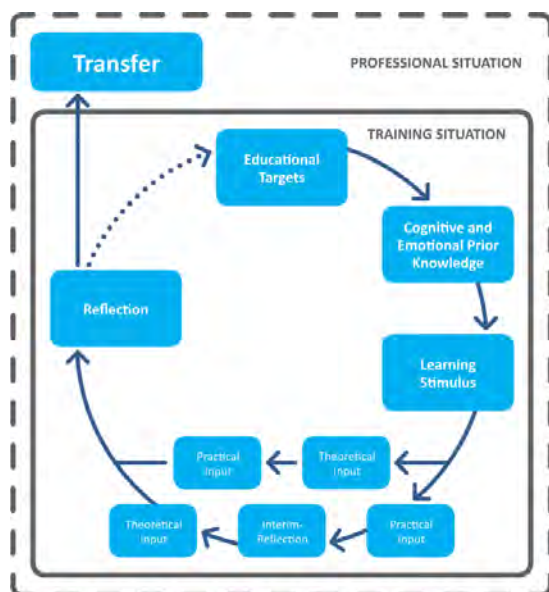 Transfer
PROFESSIONAL SITUATION
TRAINING SITUATION
Educational
Targets
Cognitive and
Emotional Prior
Knowledge
Reflection
Learning
Stimulus
Practical
Input
Theoretical
Input
Theoretical
Input
Interim-
Reflection
Practical
Input